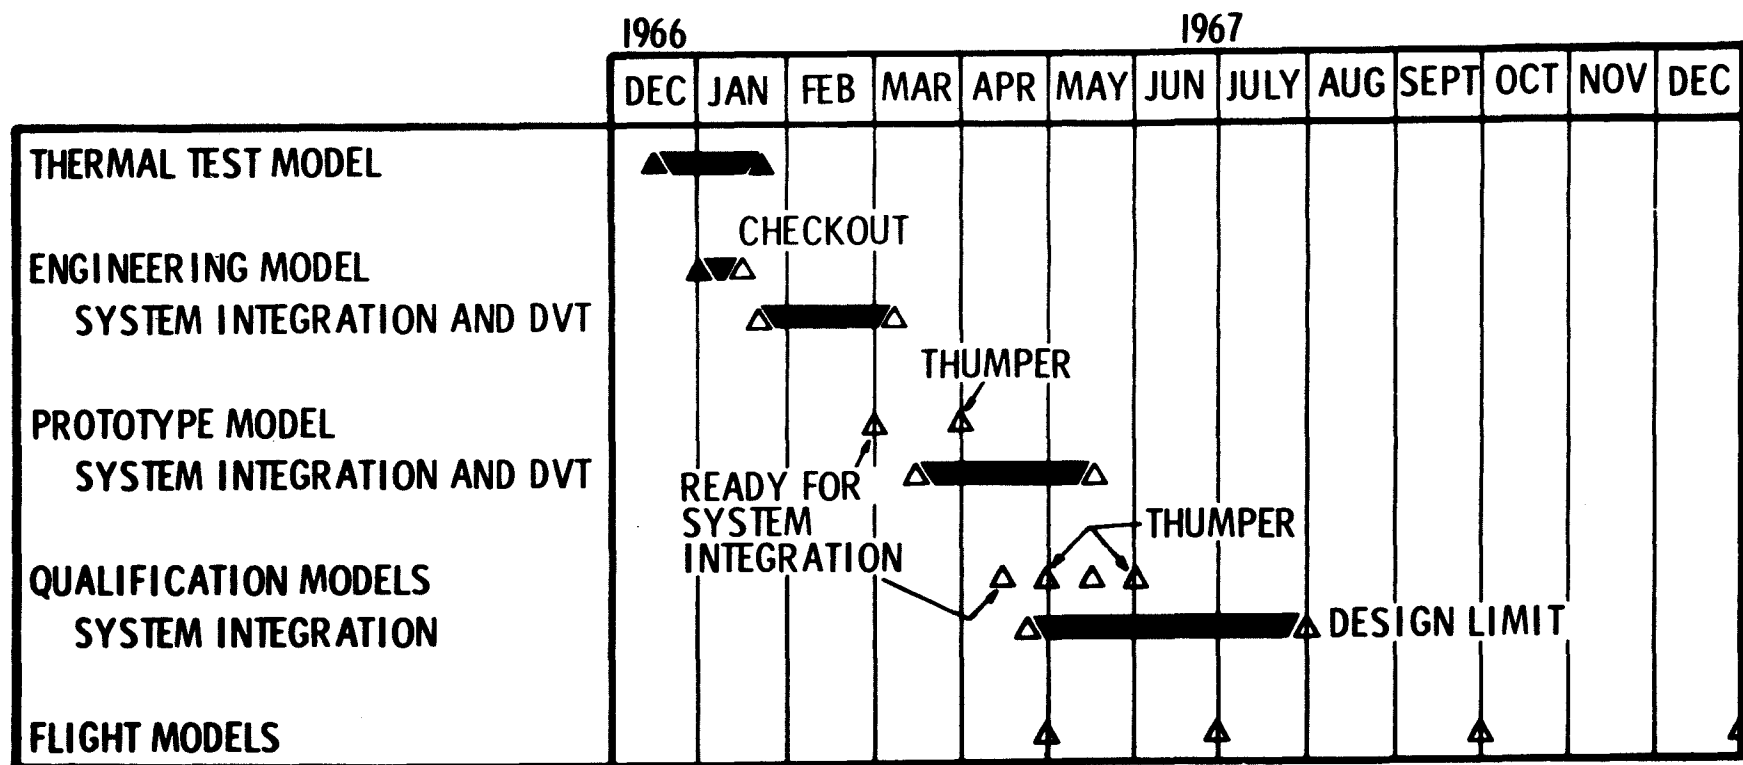 1966 1967
DEC JAN FEB MAR APR MAY JUN JULY AUG SEPT OCT NOV DEC
THERMAL TEST MODEL
CHECKOUT
ENGINEERING MODEL
SYSTEM INTEGRATION AND DVT
THUMPER
PROTOTYPE MODEL
SYSTEM INTEGRATION AND DVT
READY FOR
SYSTEM
INTEGRATION
THUMPER
QUALIFICATION MODELS
SYSTEM INTEGRATION
DESIGN LIMIT
FLIGHT MODELS